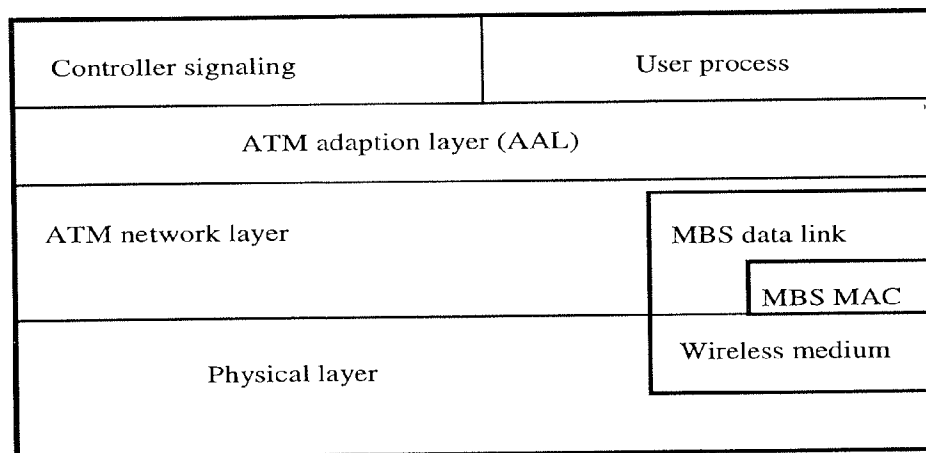 Controller signaling
User process
ATM adaption layer (AAL)
ATM network layer
MBS data link
MBS MAC
Wireless medium
Physical layer